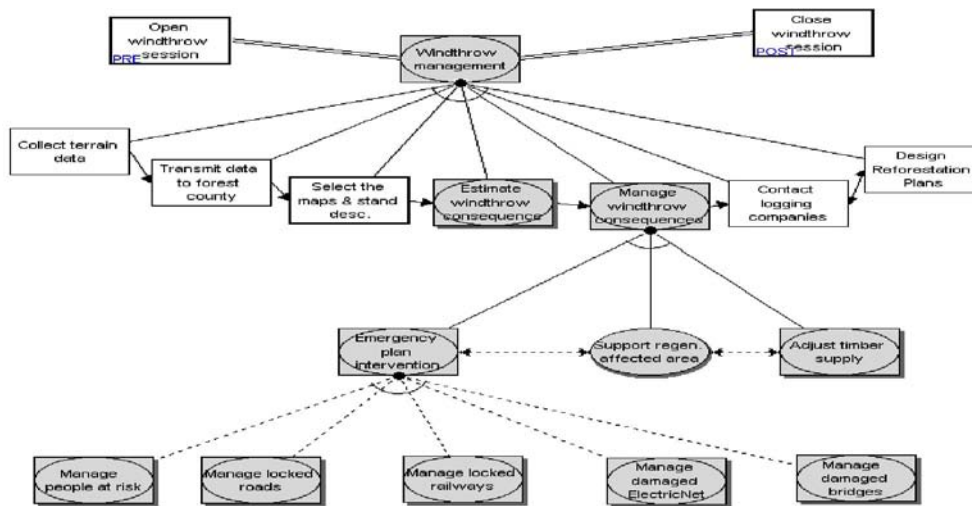 Open
windthrow
session
PRE
Windthrow
management
Close
windthrow
session
POST
Collect terrain
data
Transmit data
to forest
county
Select the
maps & stand
desc.
Estimate
windthrow
consequence
Manage
windthrow
consequences
Contact
logging
companies
Design
Reforestation
Plans
Emergency
plan
intervention
Support regen.
affected area
Adjust timber
supply
Manage
people at risk
Manage locked
roads
Manage locked
railways
Manage
damaged
ElectricNet
Manage
damaged
bridges